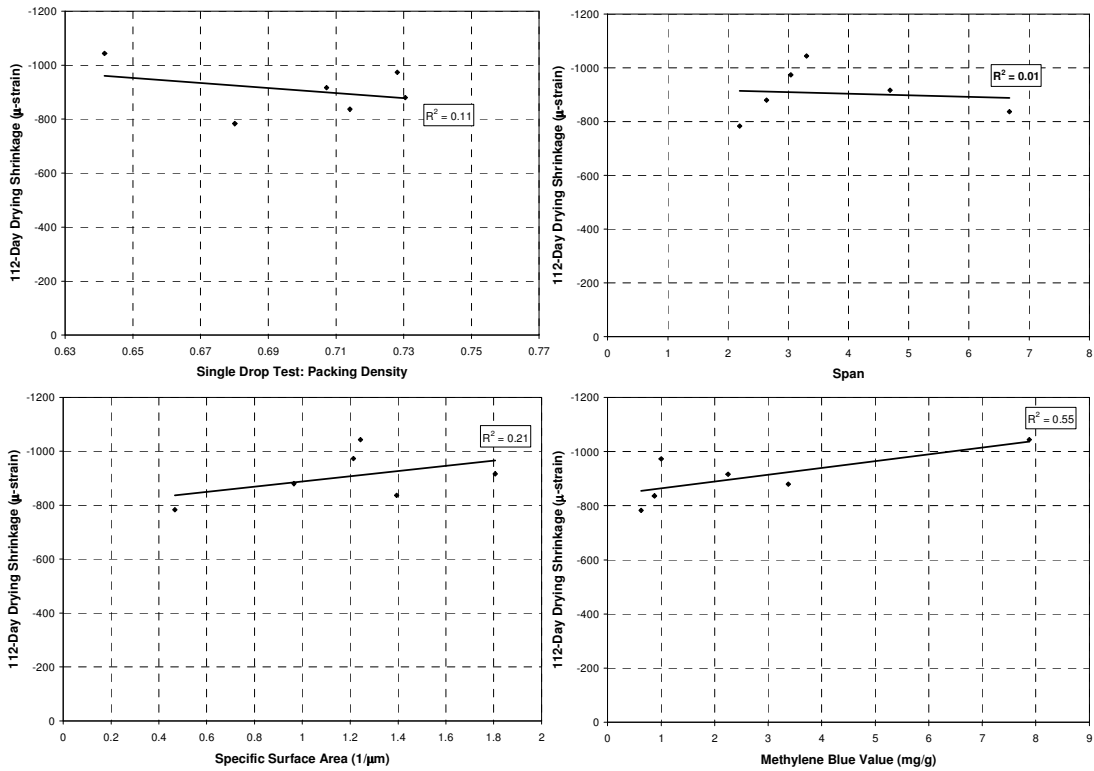 112-Day Drying Shrinkage (μ-strain)
-1200
-1000
-800
-600
-400
-200
0
R² = 0.11
0.63 0.65 0.67 0.69 0.71 0.73 0.75 0.77
Single Drop Test: Packing Density
112-Day Drying Shrinkage (μ-strain)
-1200
-1000
-800
-600
-400
-200
0
R² = 0.01
0 1 2 3 4 5 6 7 8
Span
112-Day Drying Shrinkage (μ-strain)
-1200
-1000
-800
-600
-400
-200
0
R² = 0.21
0 0.2 0.4 0.6 0.8 1 1.2 1.4 1.6 1.8 2
Specific Surface Area (1/μm)
112-Day Drying Shrinkage (μ-strain)
-1200
-1000
-800
-600
-400
-200
0
R² = 0.55
0 1 2 3 4 5 6 7 8 9
Methylene Blue Value (mg/g)